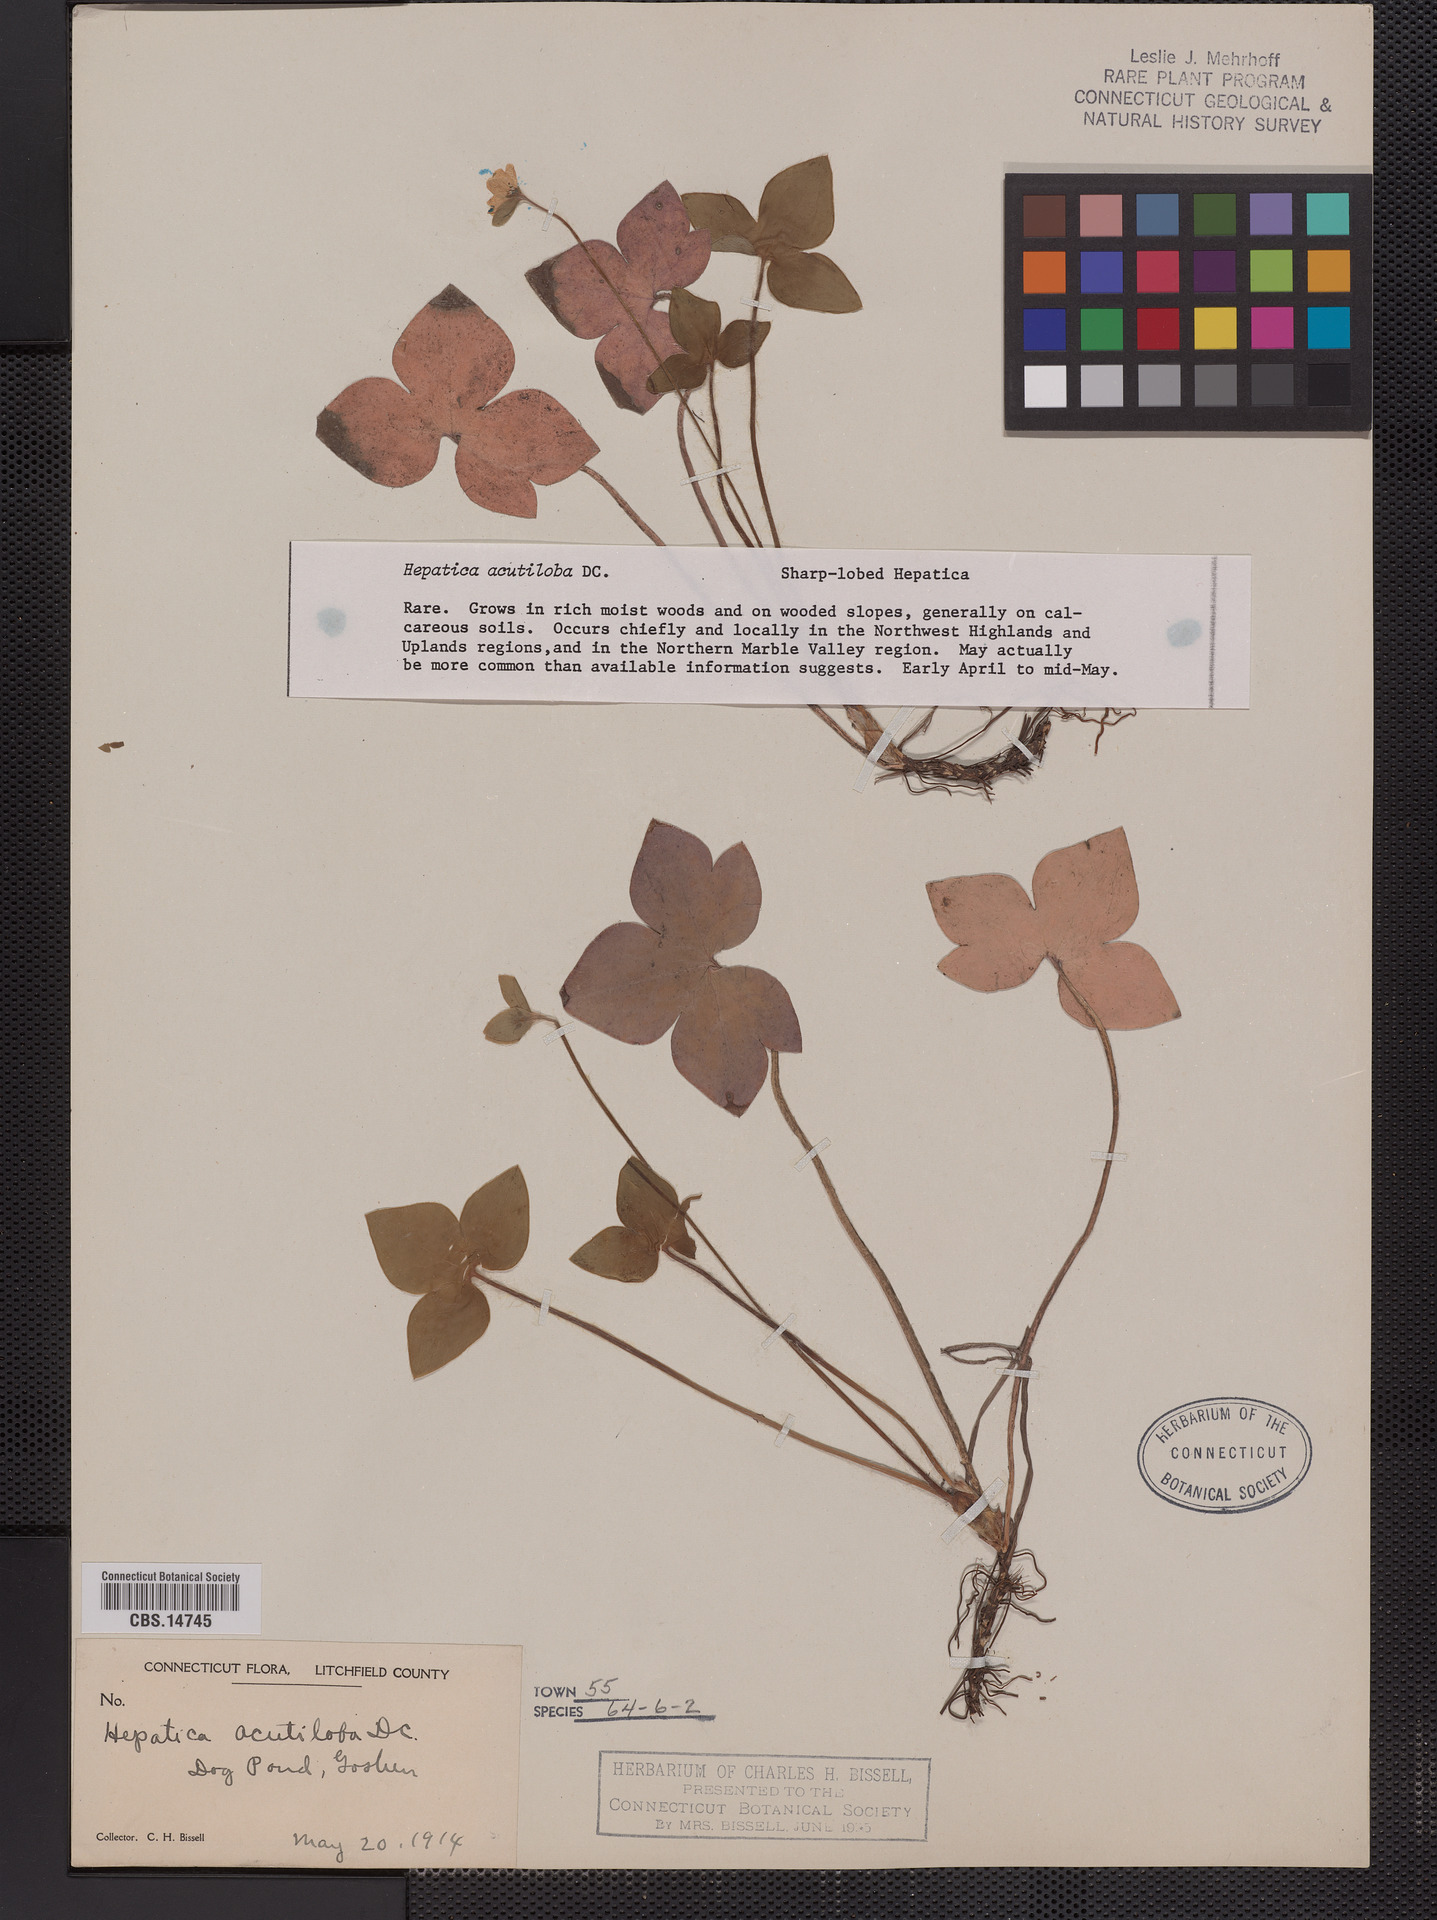 Leslie J. Mehrhoff
RARE PLANT PROGRAM
CONNECTICUT GEOLOGICAL &
NATURAL HISTORY SURVEY
Hepatica acutiloba DC. Sharp-lobed Hepatica
Rare. Grows in rich moist woods and on wooded slopes, generally on cal-
careous soils. Occurs chiefly and locally in the Northwest Highlands and
Uplands regions,and in the Northern Marble Valley region. May actually
be more common than available information suggests. Early April to mid-May.
HERBARIUM OF THE
CONNECTICUT
BOTANICAL SOCIETY
Connecticut Botanical Society
CBS.14745
CONNECTICUT FLORA, LITCHFIELD COUNTY
No.
Hepatica acutiloba DC.
Dog Pond, Goshen
Collector. C. H. Bissell May 20, 1914
TOWN 55
SPECIES 64-6-2
HERBARIUM OF CHARLES H. BISSELL,
PRESENTED TO THE
CONNECTICUT BOTANICAL SOCIETY
BY MRS. BISSELL, JUNE